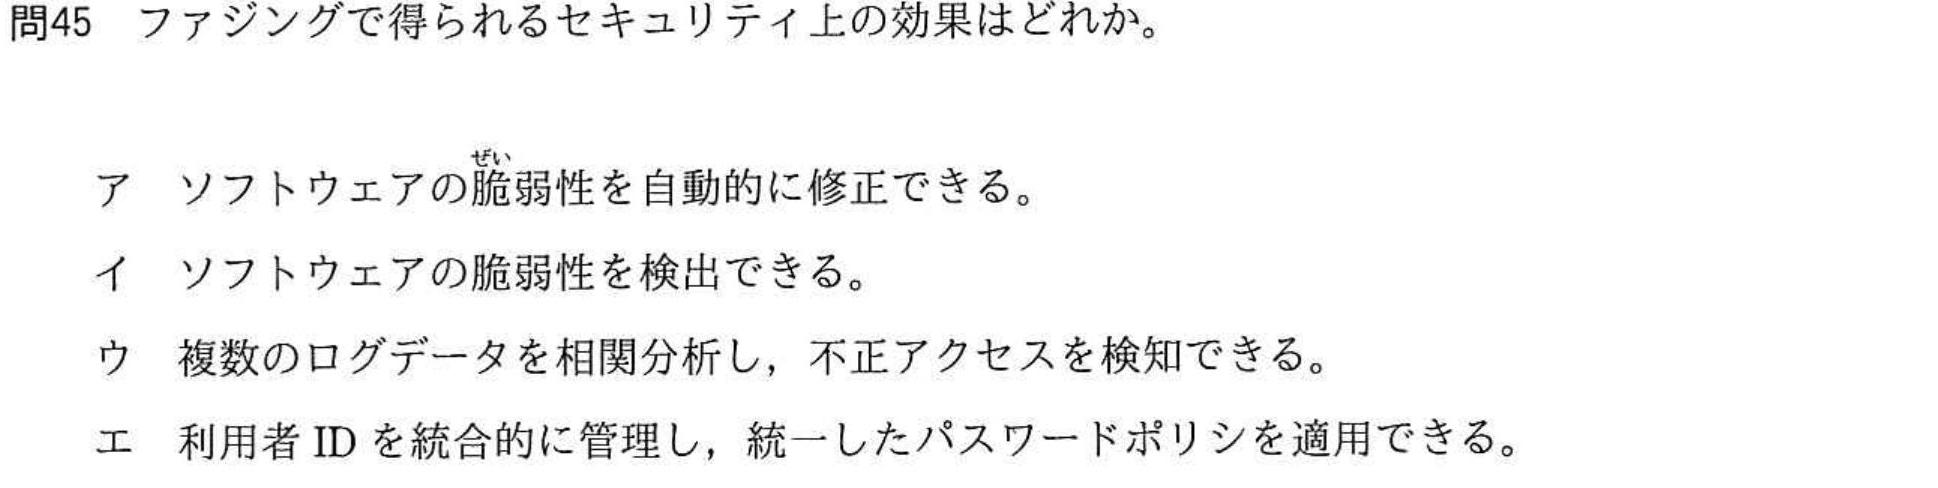 問45 ファジングで得られるセキュリティ上の効果はどれか。
ぜい
ア ソフトウェアの脆弱性を自動的に修正できる。
イ ソフトウェアの脆弱性を検出できる。
ウ 複数のログデータを相関分析し，不正アクセスを検知できる。
エ 利用者 ID を統合的に管理し，統一したパスワードポリシを適用できる。